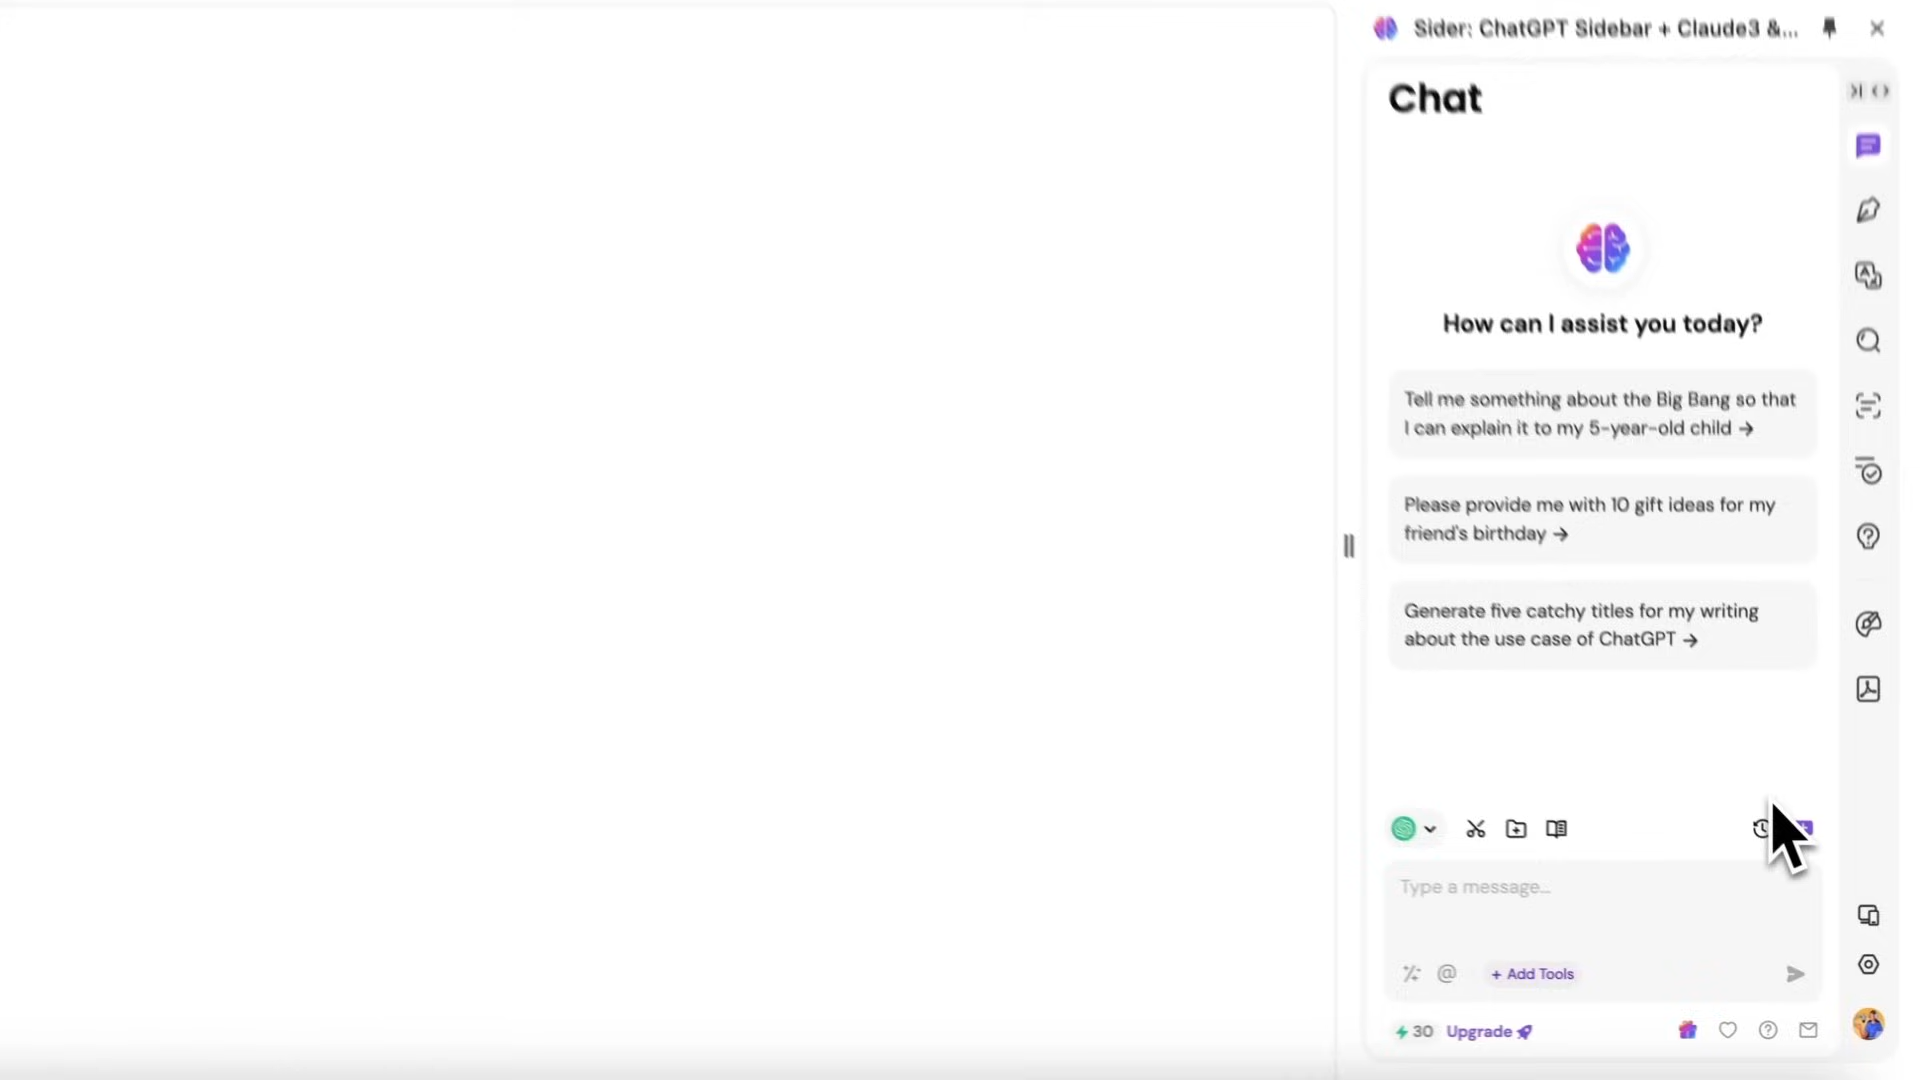 Sider: ChatGPT Sidebar + Claude3 &...
Chat
How can I assist you today?
Tell me something about the Big Bang so that
I can explain it to my 5-year-old child →
Please provide me with 10 gift ideas for my
friend's birthday →
Generate five catchy titles for my writing
about the use case of ChatGPT →
Type a message...
@
+ Add Tools
30 Upgrade